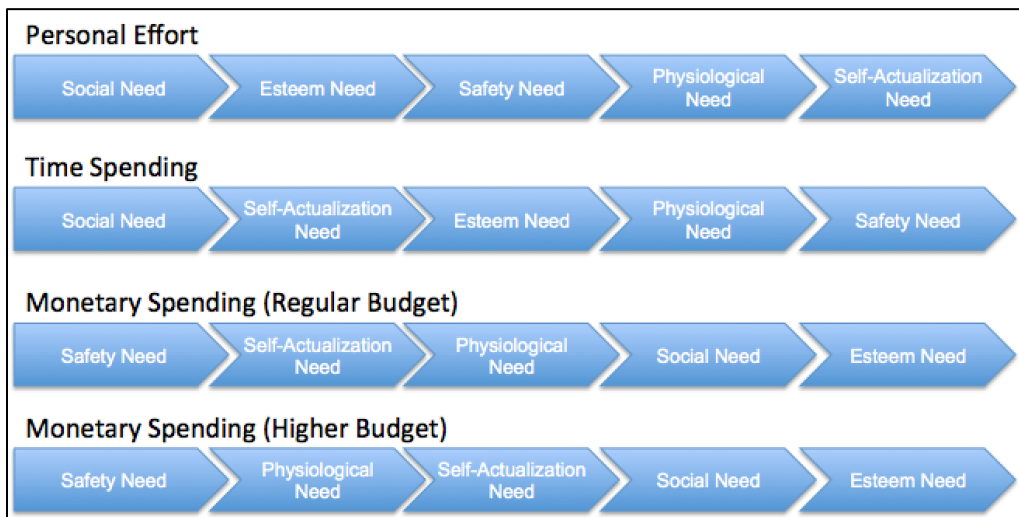 Personal Effort
Social Need
Esteem Need
Safety Need
Physiological
Need
Self-Actualization
Need
Time Spending
Social Need
Self-Actualization
Need
Esteem Need
Physiological
Need
Safety Need
Monetary Spending (Regular Budget)
Safety Need
Self-Actualization
Need
Physiological
Need
Social Need
Esteem Need
Monetary Spending (Higher Budget)
Safety Need
Physiological
Need
Self-Actualization
Need
Social Need
Esteem Need